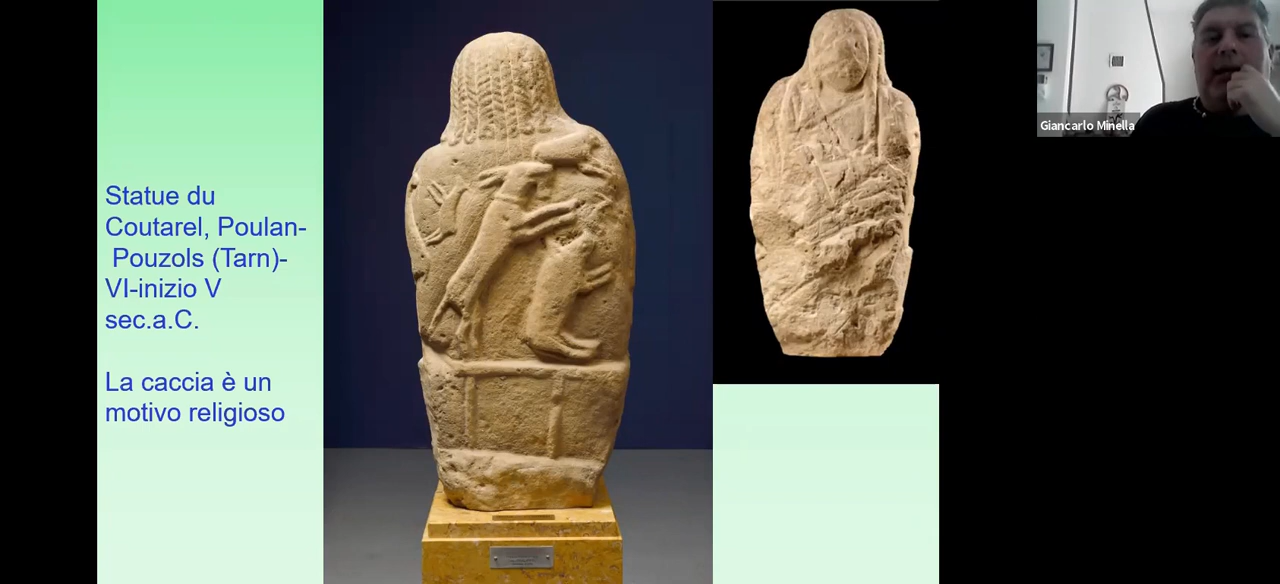 Statue du
Coutarel, Poulan-
Pouzols (Tarn)-
VI-inizio V
sec.a.C.
La caccia è un
motivo religioso
Giancarlo Minella